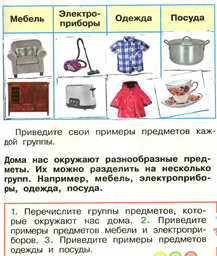 Мебель Электро-приборы Одежда Посуда
Приведите свои примеры предметов каж-
дой группы.
Дома нас окружают разнообразные пред-
меты. Их можно разделить на несколько
групп. Например, мебель, электроприбо-
ры, одежда, посуда.
1. Перечислите группы предметов, кото-
рые окружают нас дома. 2. Приведите
примеры предметов мебели и электропри-
боров. 3. Приведите примеры предметов
одежды и посуды.